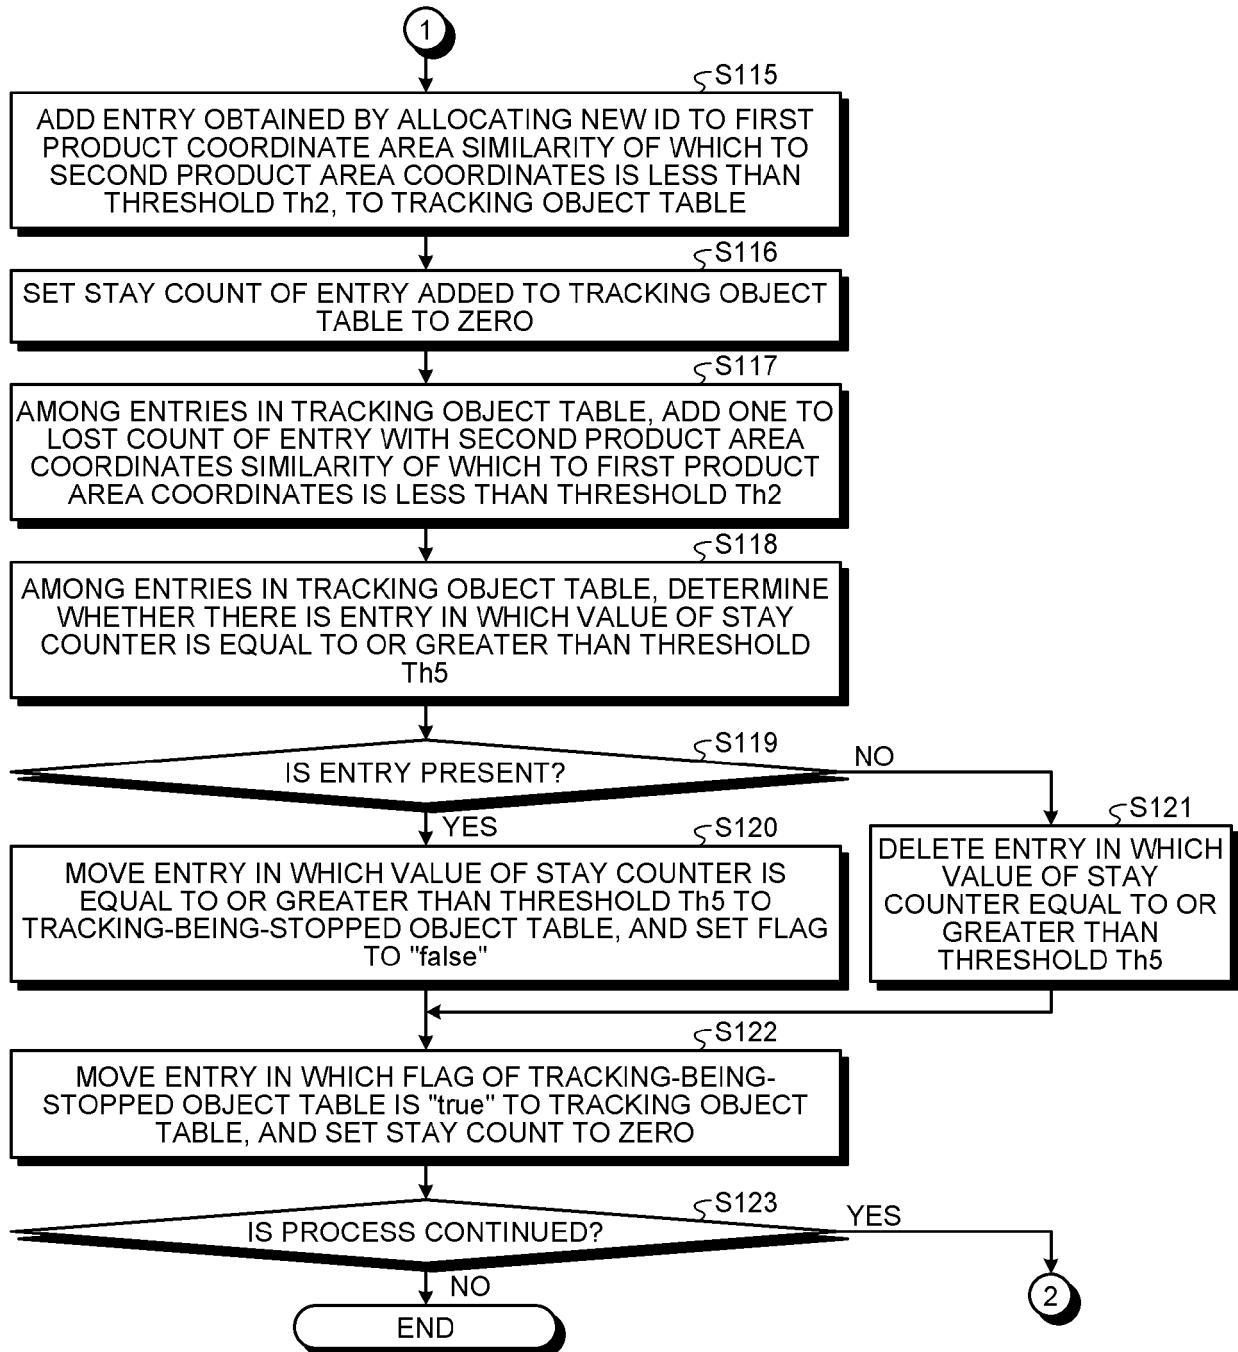 1
S115
ADD ENTRY OBTAINED BY ALLOCATING NEW ID TO FIRST
PRODUCT COORDINATE AREA SIMILARITY OF WHICH TO
SECOND PRODUCT AREA COORDINATES IS LESS THAN
THRESHOLD Th2, TO TRACKING OBJECT TABLE
S116
SET STAY COUNT OF ENTRY ADDED TO TRACKING OBJECT
TABLE TO ZERO
S117
AMONG ENTRIES IN TRACKING OBJECT TABLE, ADD ONE TO
LOST COUNT OF ENTRY WITH SECOND PRODUCT AREA
COORDINATES SIMILARITY OF WHICH TO FIRST PRODUCT
AREA COORDINATES IS LESS THAN THRESHOLD Th2
S118
AMONG ENTRIES IN TRACKING OBJECT TABLE, DETERMINE
WHETHER THERE IS ENTRY IN WHICH VALUE OF STAY
COUNTER IS EQUAL TO OR GREATER THAN THRESHOLD
Th5
S119
IS ENTRY PRESENT?
NO
YES
S120
MOVE ENTRY IN WHICH VALUE OF STAY COUNTER IS
EQUAL TO OR GREATER THAN THRESHOLD Th5 TO
TRACKING-BEING-STOPPED OBJECT TABLE, AND SET FLAG
TO "false"
S121
DELETE ENTRY IN WHICH
VALUE OF STAY
COUNTER EQUAL TO OR
GREATER THAN
THRESHOLD Th5
S122
MOVE ENTRY IN WHICH FLAG OF TRACKING-BEING-
STOPPED OBJECT TABLE IS "true" TO TRACKING OBJECT
TABLE, AND SET STAY COUNT TO ZERO
S123
IS PROCESS CONTINUED?
YES
NO
2
END